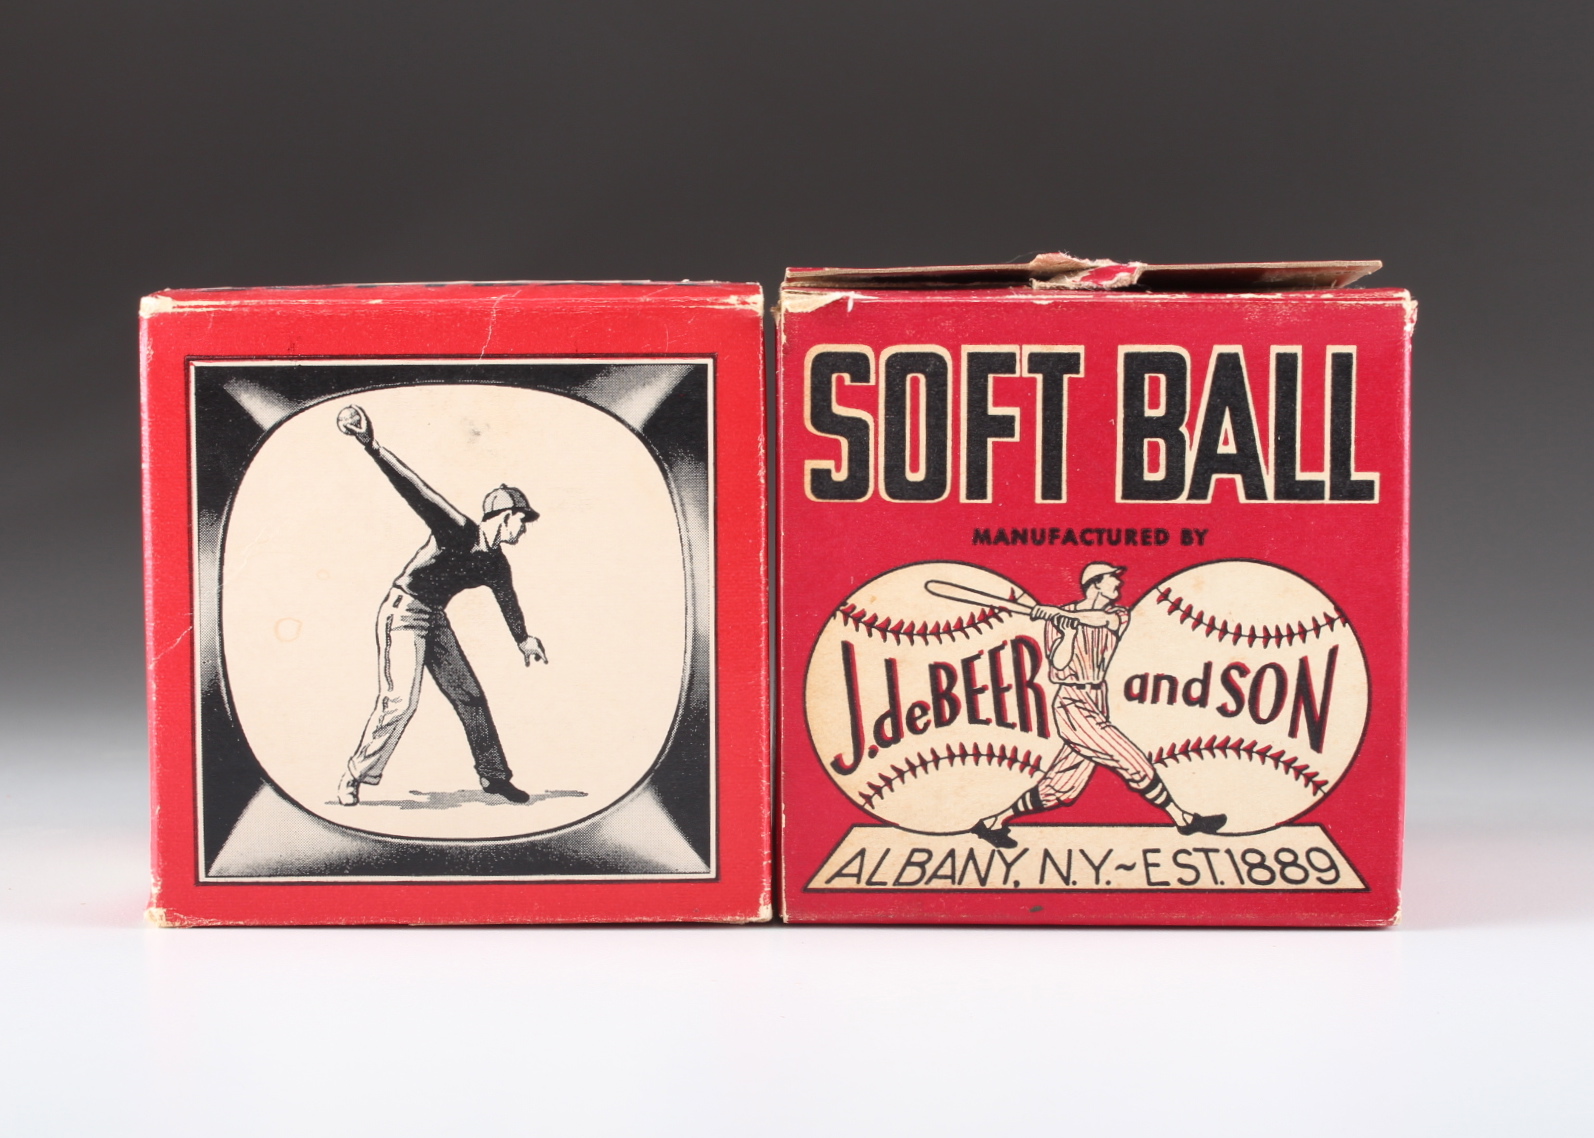 SOFT BALL
MANUFACTURED BY
J. deBEER and SON
ALBANY, N.Y.~EST.1889